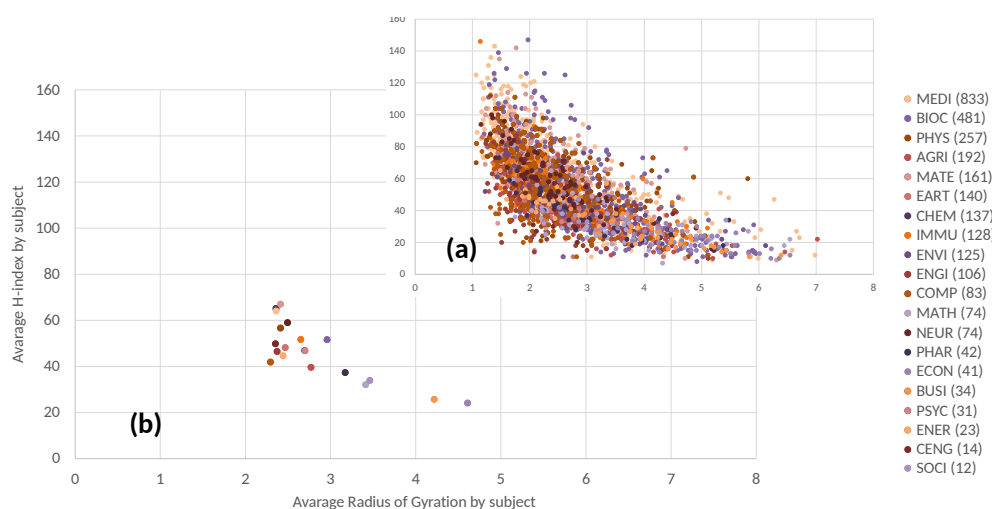 160
140
120
100
80
60
40
20
0
0 1 2 3 4 5 6 7 8
(a)
Avarage H-index by subject
160
140
120
100
80
60
40
20
0
(b)
0 1 2 3 4 5 6 7 8
Avarage Radius of Gyration by subject
MEDI (833)
BIOC (481)
PHYS (257)
AGRI (192)
MATE (161)
EART (140)
CHEM (137)
IMMU (128)
ENVI (125)
ENGI (106)
COMP (83)
MATH (74)
NEUR (74)
PHAR (42)
ECON (41)
BUSI (34)
PSYC (31)
ENER (23)
CENG (14)
SOCI (12)